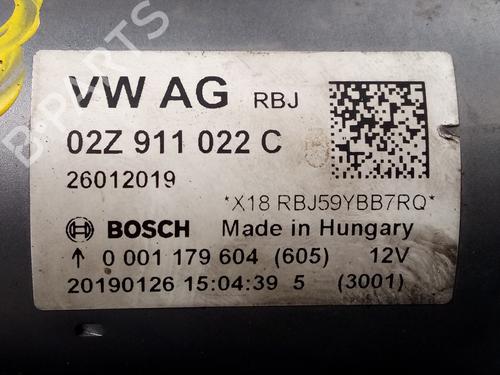 B-PARTS
VW AG RBJ
02Z 911 022 C
26012019
*X18 RBJ59YBB7RQ*
BOSCH Made in Hungary
↑ 0 001 179 604 (605) 12V
20190126 15:04:39 5 (3001)